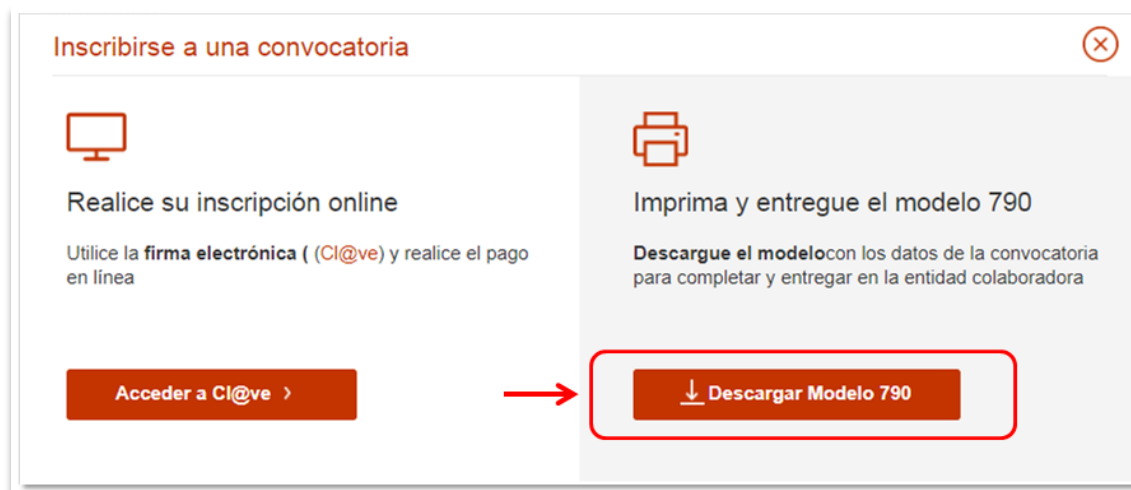 Inscribirse a una convocatoria
Realice su inscripción online
Utilice la firma electrónica ( (Cl@ve) y realice el pago
en línea
Acceder a Cl@ve >
Imprima y entregue el modelo 790
Descargue el modelocon los datos de la convocatoria
para completar y entregar en la entidad colaboradora
Descargar Modelo 790